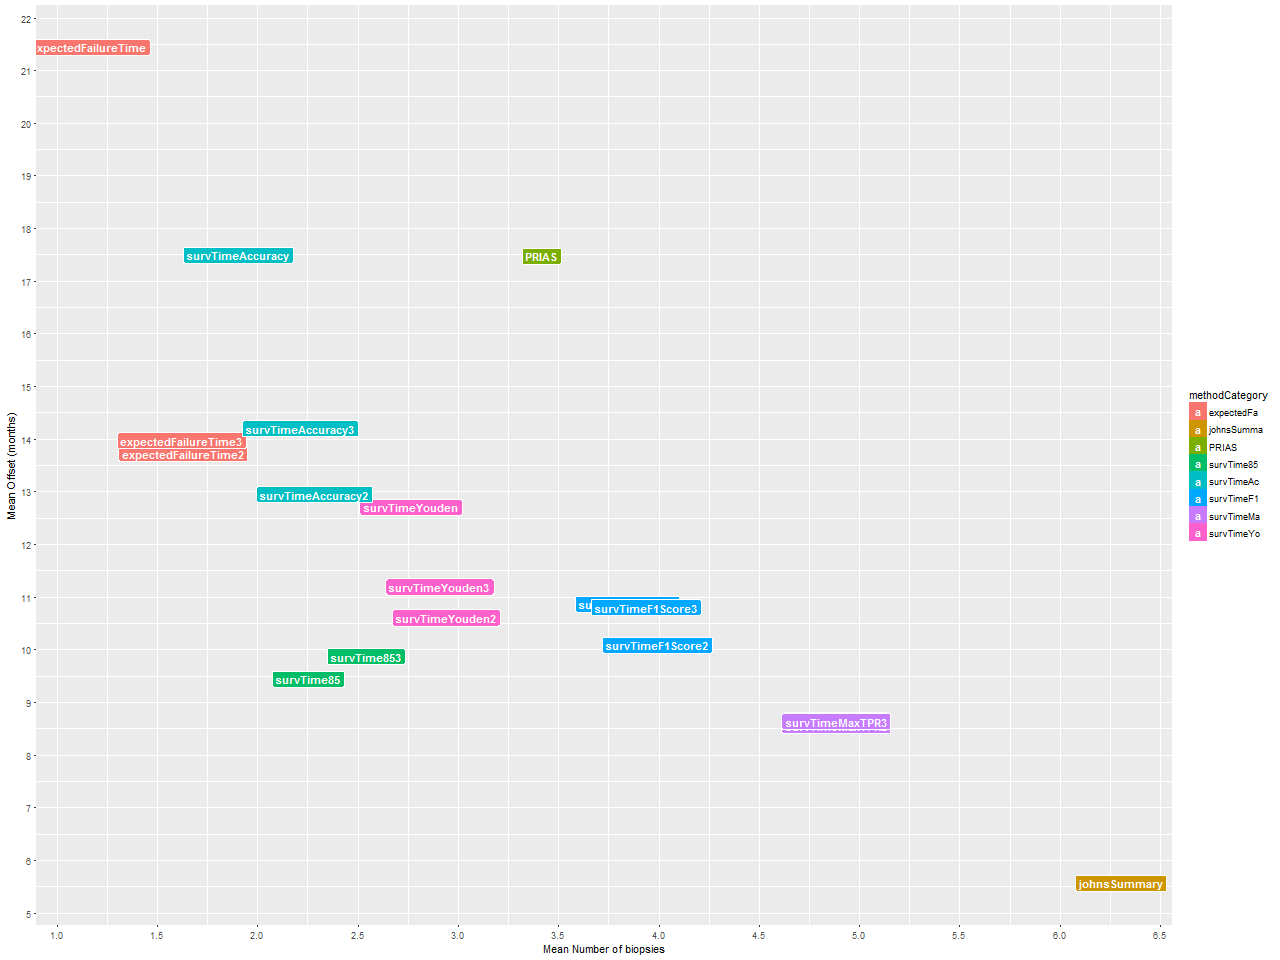 22
21
20
19
18
17
16
15
14
13
12
11
10
9
8
7
6
5
Mean Offset (months)
xpectedFailureTime
survTimeAccuracy
PRIAS
survTimeAccuracy3
expectedFailureTime3
expectedFailureTime2
survTimeAccuracy2
survTimeYouden
survTimeYouden3
survTimeYouden2
su
survTimeF1Score3
survTimeF1Score2
survTime853
survTime85
survTimeMaxTPR3
johnsSummary
1.0 1.5 2.0 2.5 3.0 3.5 4.0 4.5 5.0 5.5 6.0 6.5
Mean Number of biopsies
methodCategory
a expectedFa
a johnsSumma
a PRIAS
a survTime85
a survTimeAc
a survTimeF1
a survTimeMa
a survTimeYo